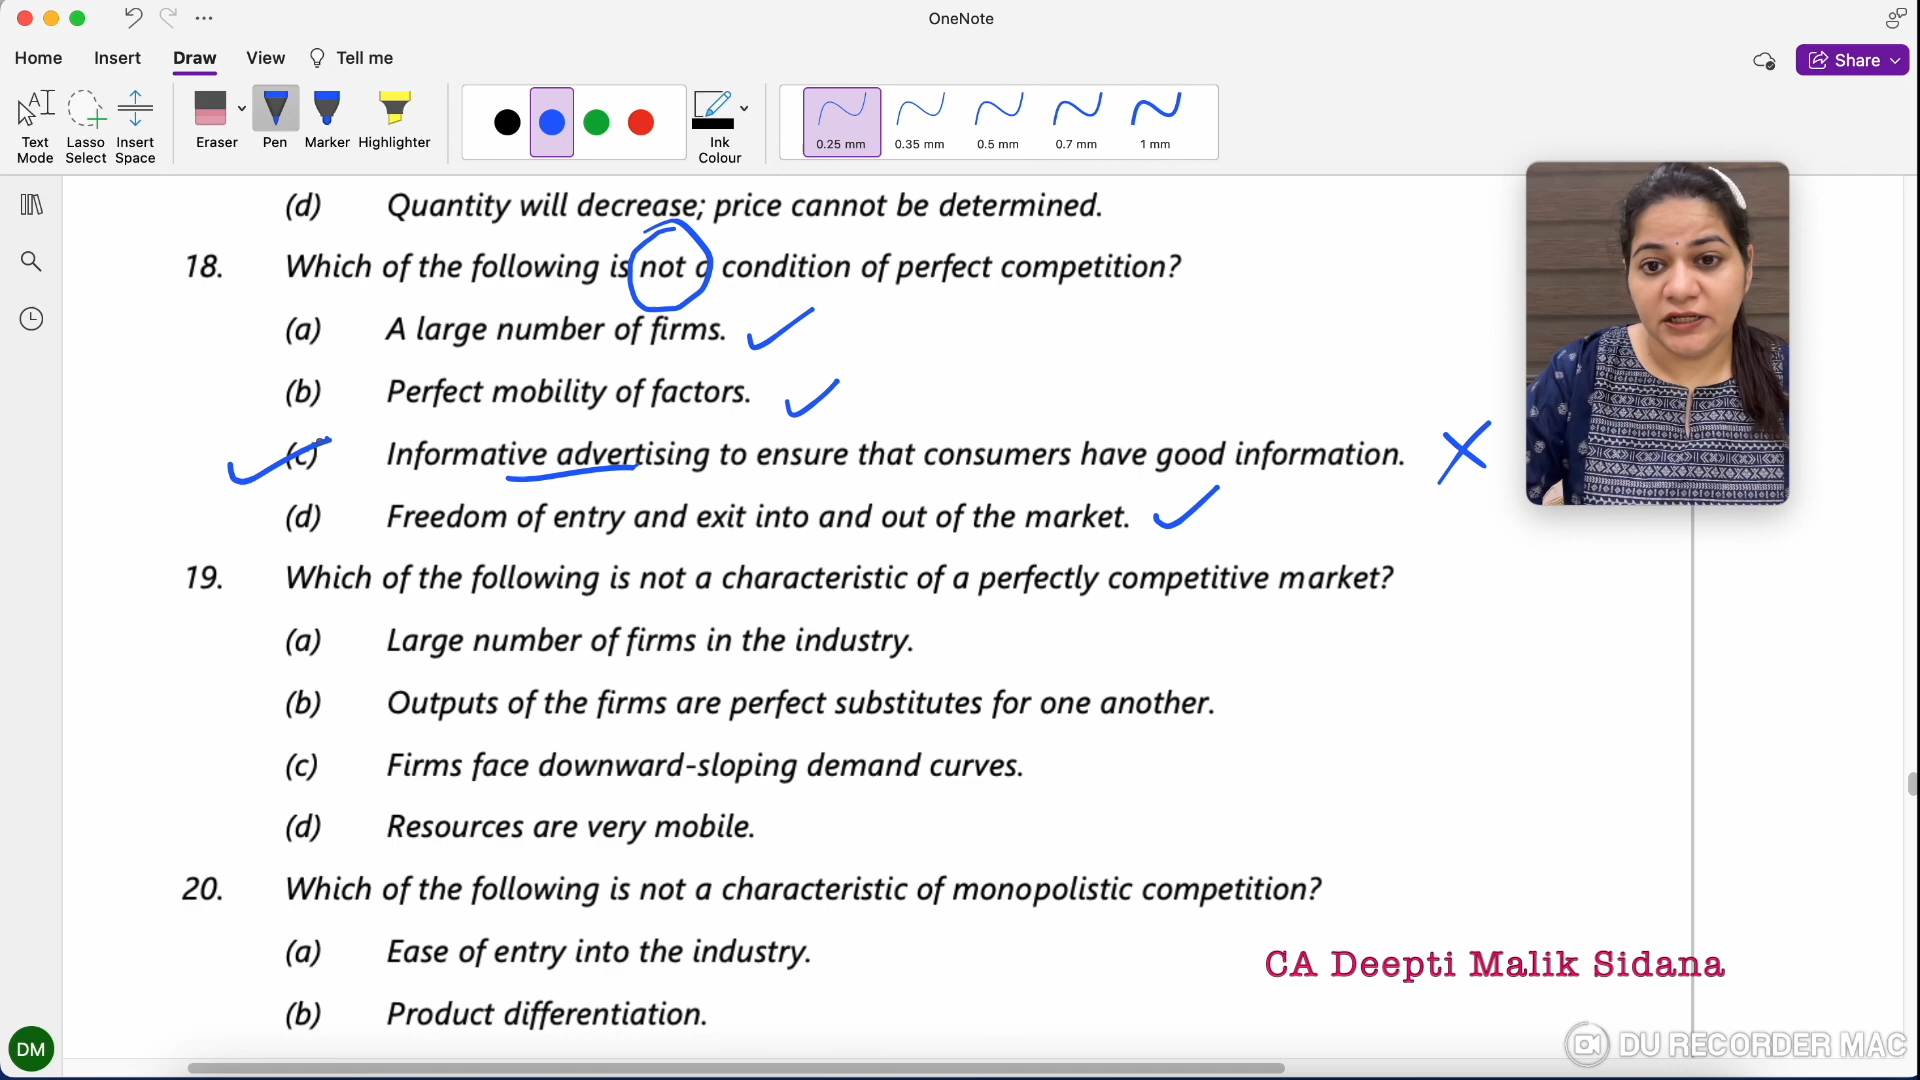 OneNote
Home Insert Draw View Tell me
Share
Text Mode
Lasso Select
Insert Space
Eraser
Pen
Marker
Highlighter
Ink Colour
0.25 mm
0.35 mm
0.5 mm
0.7 mm
1 mm
(d) Quantity will decrease; price cannot be determined.
18. Which of the following is not a condition of perfect competition?
(a) A large number of firms.
(b) Perfect mobility of factors.
(c) Informative advertising to ensure that consumers have good information.
(d) Freedom of entry and exit into and out of the market.
19. Which of the following is not a characteristic of a perfectly competitive market?
(a) Large number of firms in the industry.
(b) Outputs of the firms are perfect substitutes for one another.
(c) Firms face downward-sloping demand curves.
(d) Resources are very mobile.
20. Which of the following is not a characteristic of monopolistic competition?
(a) Ease of entry into the industry.
CA Deepti Malik Sidana
(b) Product differentiation.
DM
DU RECORDER MAC